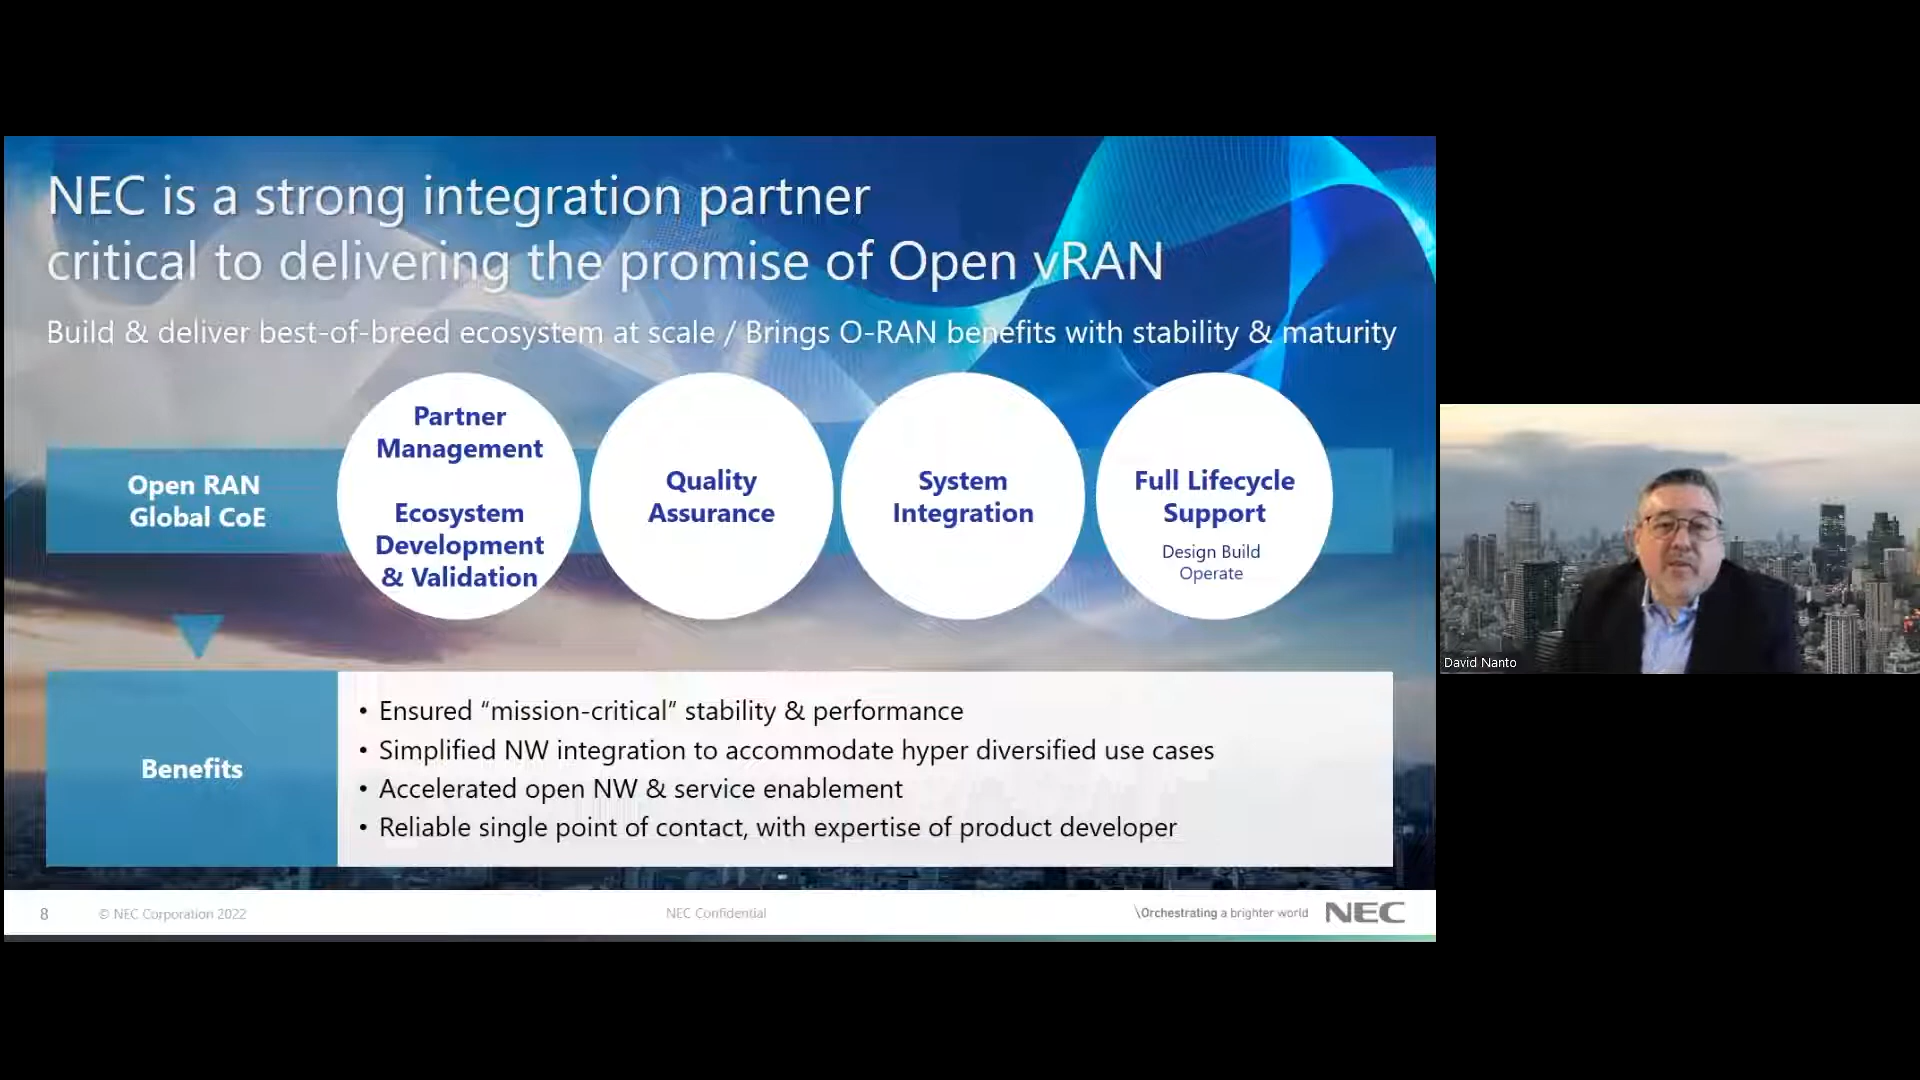 NEC is a strong integration partner
critical to delivering the promise of Open vRAN
Build & deliver best-of-breed ecosystem at scale / Brings O-RAN benefits with stability & maturity
Open RAN
Global CoE
Partner
Management
Ecosystem
Development
& Validation
Quality
Assurance
System
Integration
Full Lifecycle
Support
Design Build
Operate
Benefits
• Ensured “mission-critical” stability & performance
• Simplified NW integration to accommodate hyper diversified use cases
• Accelerated open NW & service enablement
• Reliable single point of contact, with expertise of product developer
8
© NEC Corporation 2022
NEC Confidential
\Orchestrating a brighter world
NEC
David Nanto